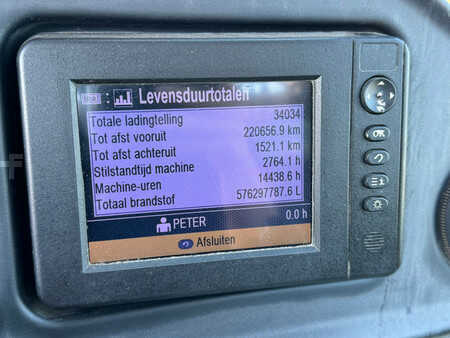 Levensduurtotalen
Totale ladingtelling 34034
Tot afst vooruit 220656.9 km
Tot afst achteruit 1521.1 km
Stilstandtijd machine 2764.1 h
Machine-uren 14438.6 h
Totaal brandstof 576297787.6 L
PETER 0.0 h
Afsluiten
OK